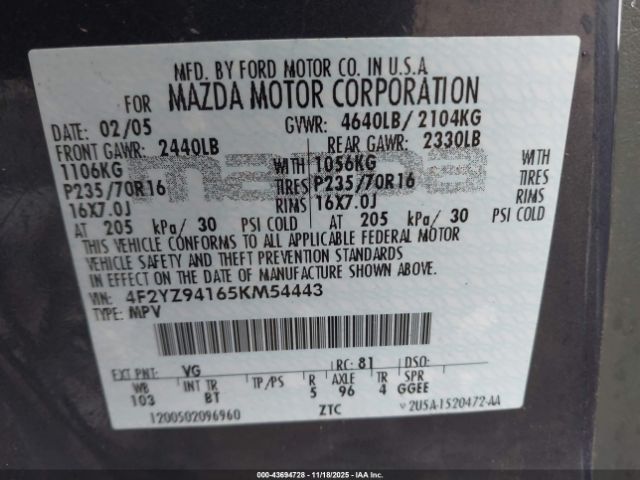 MFD. BY FORD MOTOR CO. IN U.S.A
FOR MAZDA MOTOR CORPORATION
DATE: 02/05 GVWR: 4640LB/ 2104KG
FRONT GAWR: 2440LB REAR GAWR: 2330LB
1106KG WITH 1056KG WITH
P235/70R16 TIRES P235/70R16 TIRES
16X7.0J RIMS 16X7.0J RIMS
AT 205 kPa/ 30 PSI COLD AT 205 kPa/ 30 PSI COLD
THIS VEHICLE CONFORMS TO ALL APPLICABLE FEDERAL MOTOR
VEHICLE SAFETY AND THEFT PREVENTION STANDARDS
IN EFFECT ON THE DATE OF MANUFACTURE SHOWN ABOVE.
VIN: 4F2YZ94165KM54443
TYPE: MPV
EXT PNT: VG RC: 81 DSO:
WB INT TR TP/PS R AXLE TR SPR
103 BT 5 96 4 GGEE
1200502096960 ZTC 2U5A-1520472-AA
000-43694728 - 11/18/2025 - IAA, Inc.